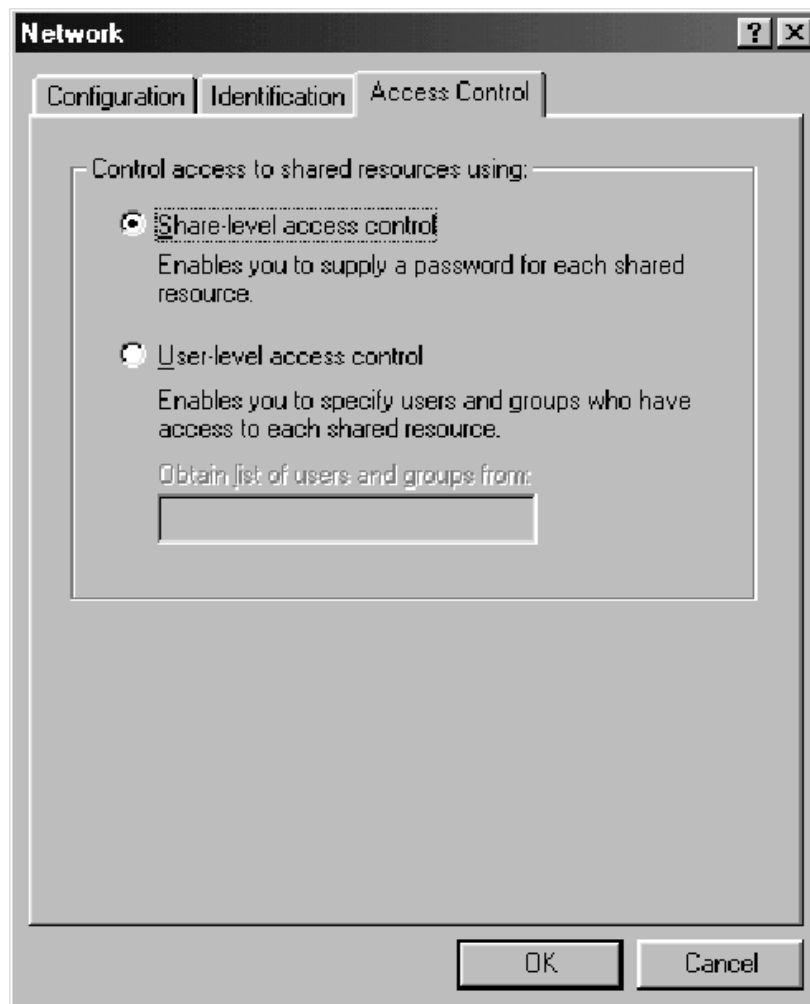 Network
Configuration
Identification
Access Control
Control access to shared resources using:
Share-level access control
Enables you to supply a password for each shared
resource.
User-level access control
Enables you to specify users and groups who have
access to each shared resource.
Obtain list of users and groups from:
OK
Cancel